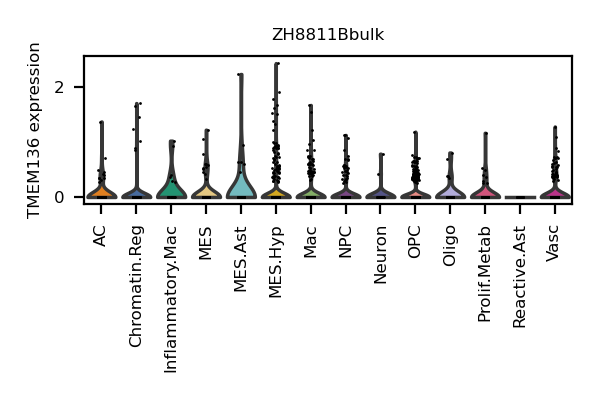 ZH8811Bbulk
TMEM136 expression
2
0
AC
Chromatin.Reg
Inflammatory.Mac
MES
MES.Ast
MES.Hyp
Mac
NPC
Neuron
OPC
Oligo
Prolif.Metab
Reactive.Ast
Vasc